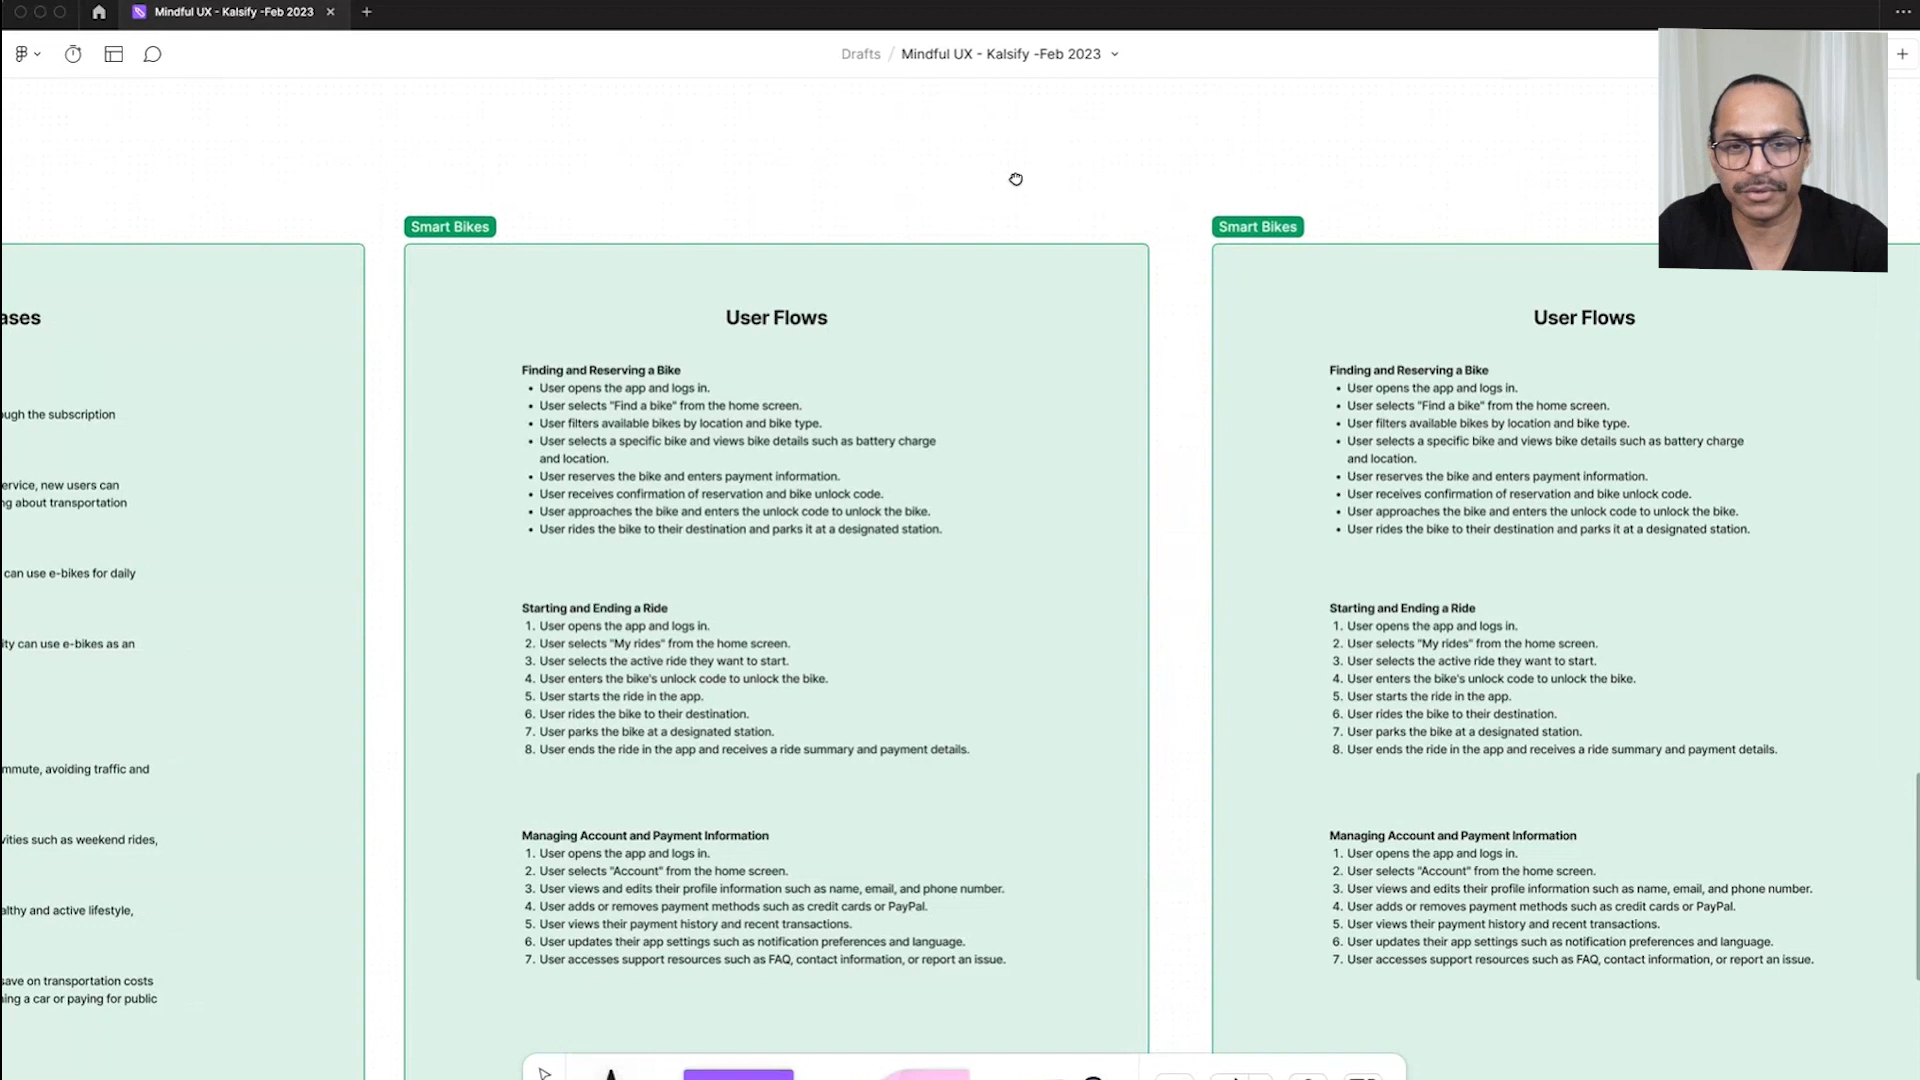 Mindful UX - Kalsify -Feb 2023
Drafts / Mindful UX - Kalsify -Feb 2023
ases
ough the subscription
ervice, new users can
ng about transportation
can use e-bikes for daily
ity can use e-bikes as an
mmute, avoiding traffic and
vities such as weekend rides,
althy and active lifestyle,
save on transportation costs
ning a car or paying for public
Smart Bikes
User Flows
Finding and Reserving a Bike
• User opens the app and logs in.
• User selects "Find a bike" from the home screen.
• User filters available bikes by location and bike type.
• User selects a specific bike and views bike details such as battery charge
and location.
• User reserves the bike and enters payment information.
• User receives confirmation of reservation and bike unlock code.
• User approaches the bike and enters the unlock code to unlock the bike.
• User rides the bike to their destination and parks it at a designated station.
Starting and Ending a Ride
1. User opens the app and logs in.
2. User selects "My rides" from the home screen.
3. User selects the active ride they want to start.
4. User enters the bike's unlock code to unlock the bike.
5. User starts the ride in the app.
6. User rides the bike to their destination.
7. User parks the bike at a designated station.
8. User ends the ride in the app and receives a ride summary and payment details.
Managing Account and Payment Information
1. User opens the app and logs in.
2. User selects "Account" from the home screen.
3. User views and edits their profile information such as name, email, and phone number.
4. User adds or removes payment methods such as credit cards or PayPal.
5. User views their payment history and recent transactions.
6. User updates their app settings such as notification preferences and language.
7. User accesses support resources such as FAQ, contact information, or report an issue.
Smart Bikes
User Flows
Finding and Reserving a Bike
• User opens the app and logs in.
• User selects "Find a bike" from the home screen.
• User filters available bikes by location and bike type.
• User selects a specific bike and views bike details such as battery charge
and location.
• User reserves the bike and enters payment information.
• User receives confirmation of reservation and bike unlock code.
• User approaches the bike and enters the unlock code to unlock the bike.
• User rides the bike to their destination and parks it at a designated station.
Starting and Ending a Ride
1. User opens the app and logs in.
2. User selects "My rides" from the home screen.
3. User selects the active ride they want to start.
4. User enters the bike's unlock code to unlock the bike.
5. User starts the ride in the app.
6. User rides the bike to their destination.
7. User parks the bike at a designated station.
8. User ends the ride in the app and receives a ride summary and payment details.
Managing Account and Payment Information
1. User opens the app and logs in.
2. User selects "Account" from the home screen.
3. User views and edits their profile information such as name, email, and phone number.
4. User adds or removes payment methods such as credit cards or PayPal.
5. User views their payment history and recent transactions.
6. User updates their app settings such as notification preferences and language.
7. User accesses support resources such as FAQ, contact information, or report an issue.